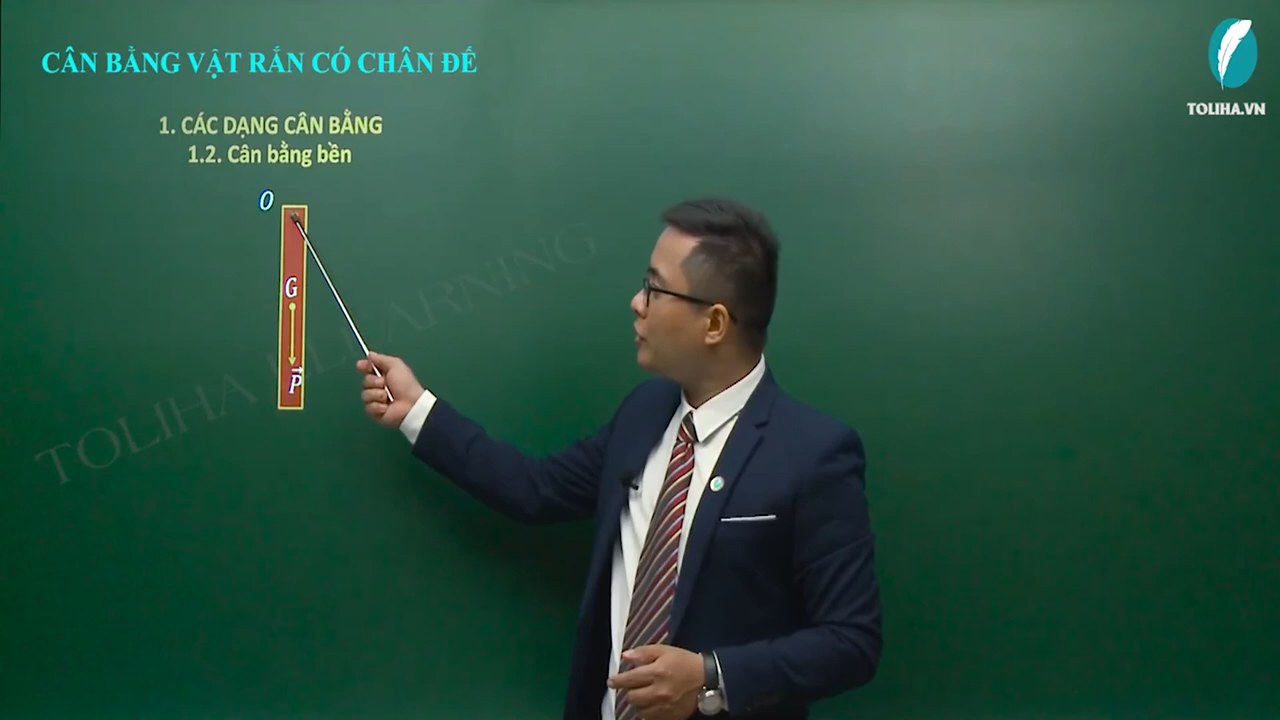 CÂN BẰNG VẬT RẮN CÓ CHÂN ĐẾ
TOLIHA.VN
1. CÁC DẠNG CÂN BẰNG
1.2. Cân bằng bền
O
G
P⃗
TOLIHA ELEARNING